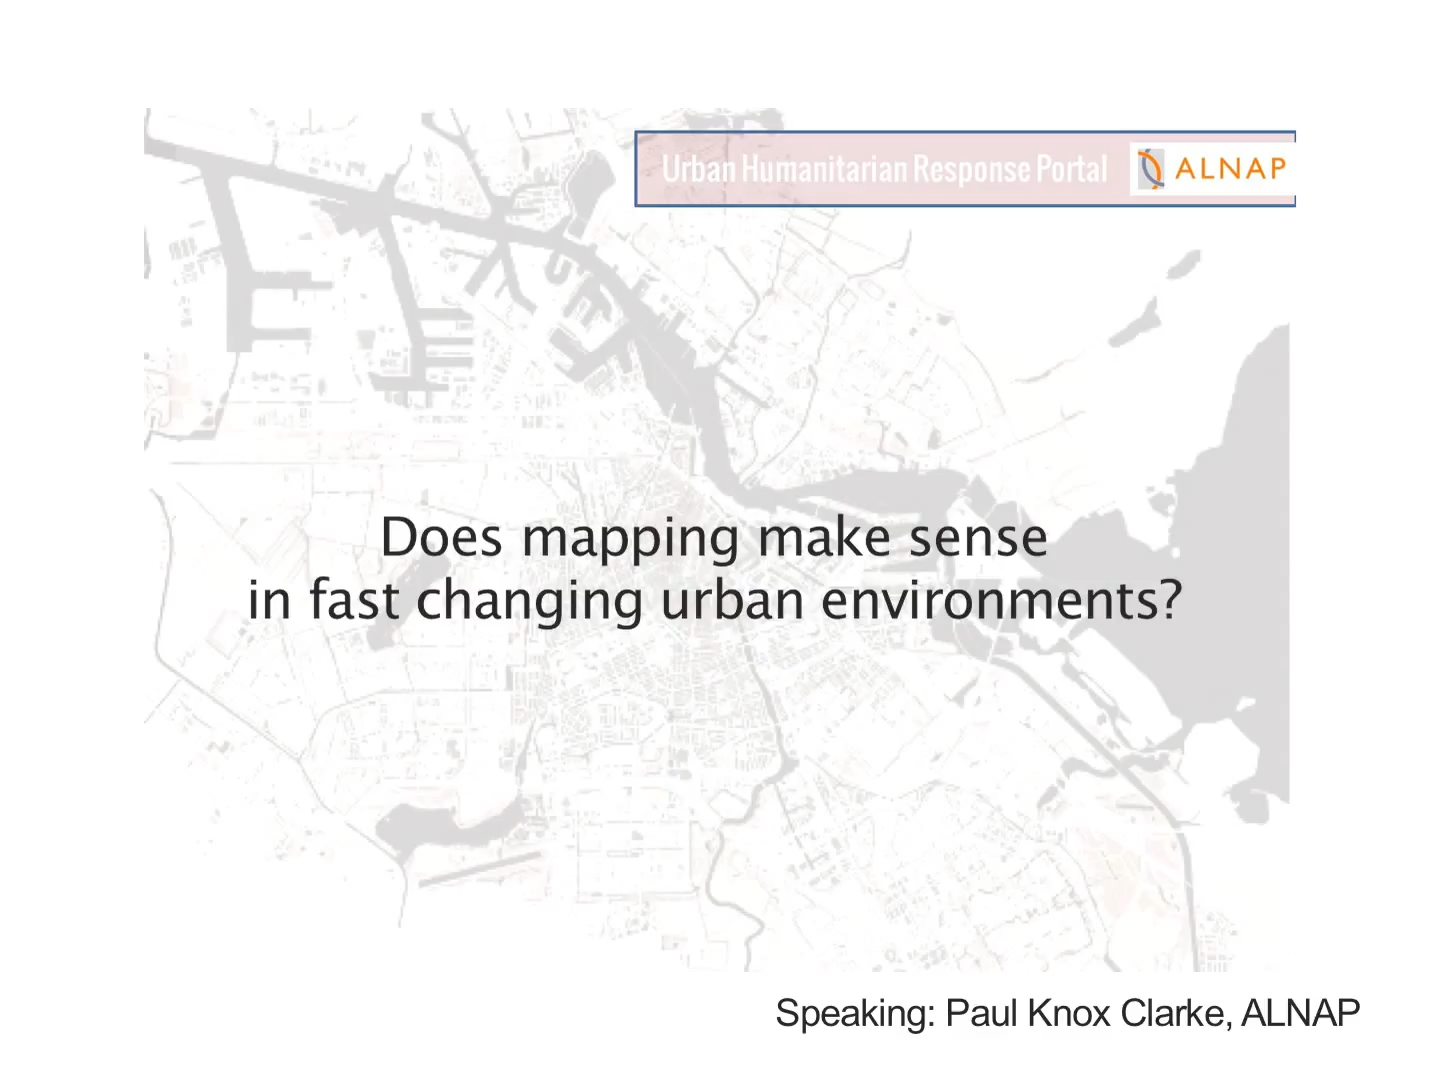 Urban Humanitarian Response Portal
ALNAP
Does mapping make sense
in fast changing urban environments?
Speaking: Paul Knox Clarke, ALNAP